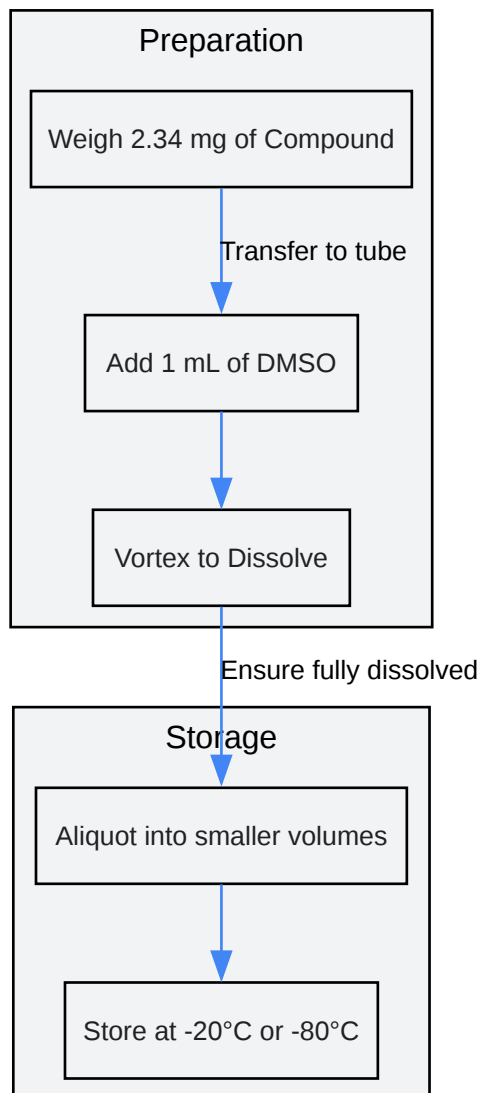 Preparation
Weigh 2.34 mg of Compound
Transfer to tube
Add 1 mL of DMSO
Vortex to Dissolve
Ensure fully dissolved
Storage
Aliquot into smaller volumes
Store at -20°C or -80°C